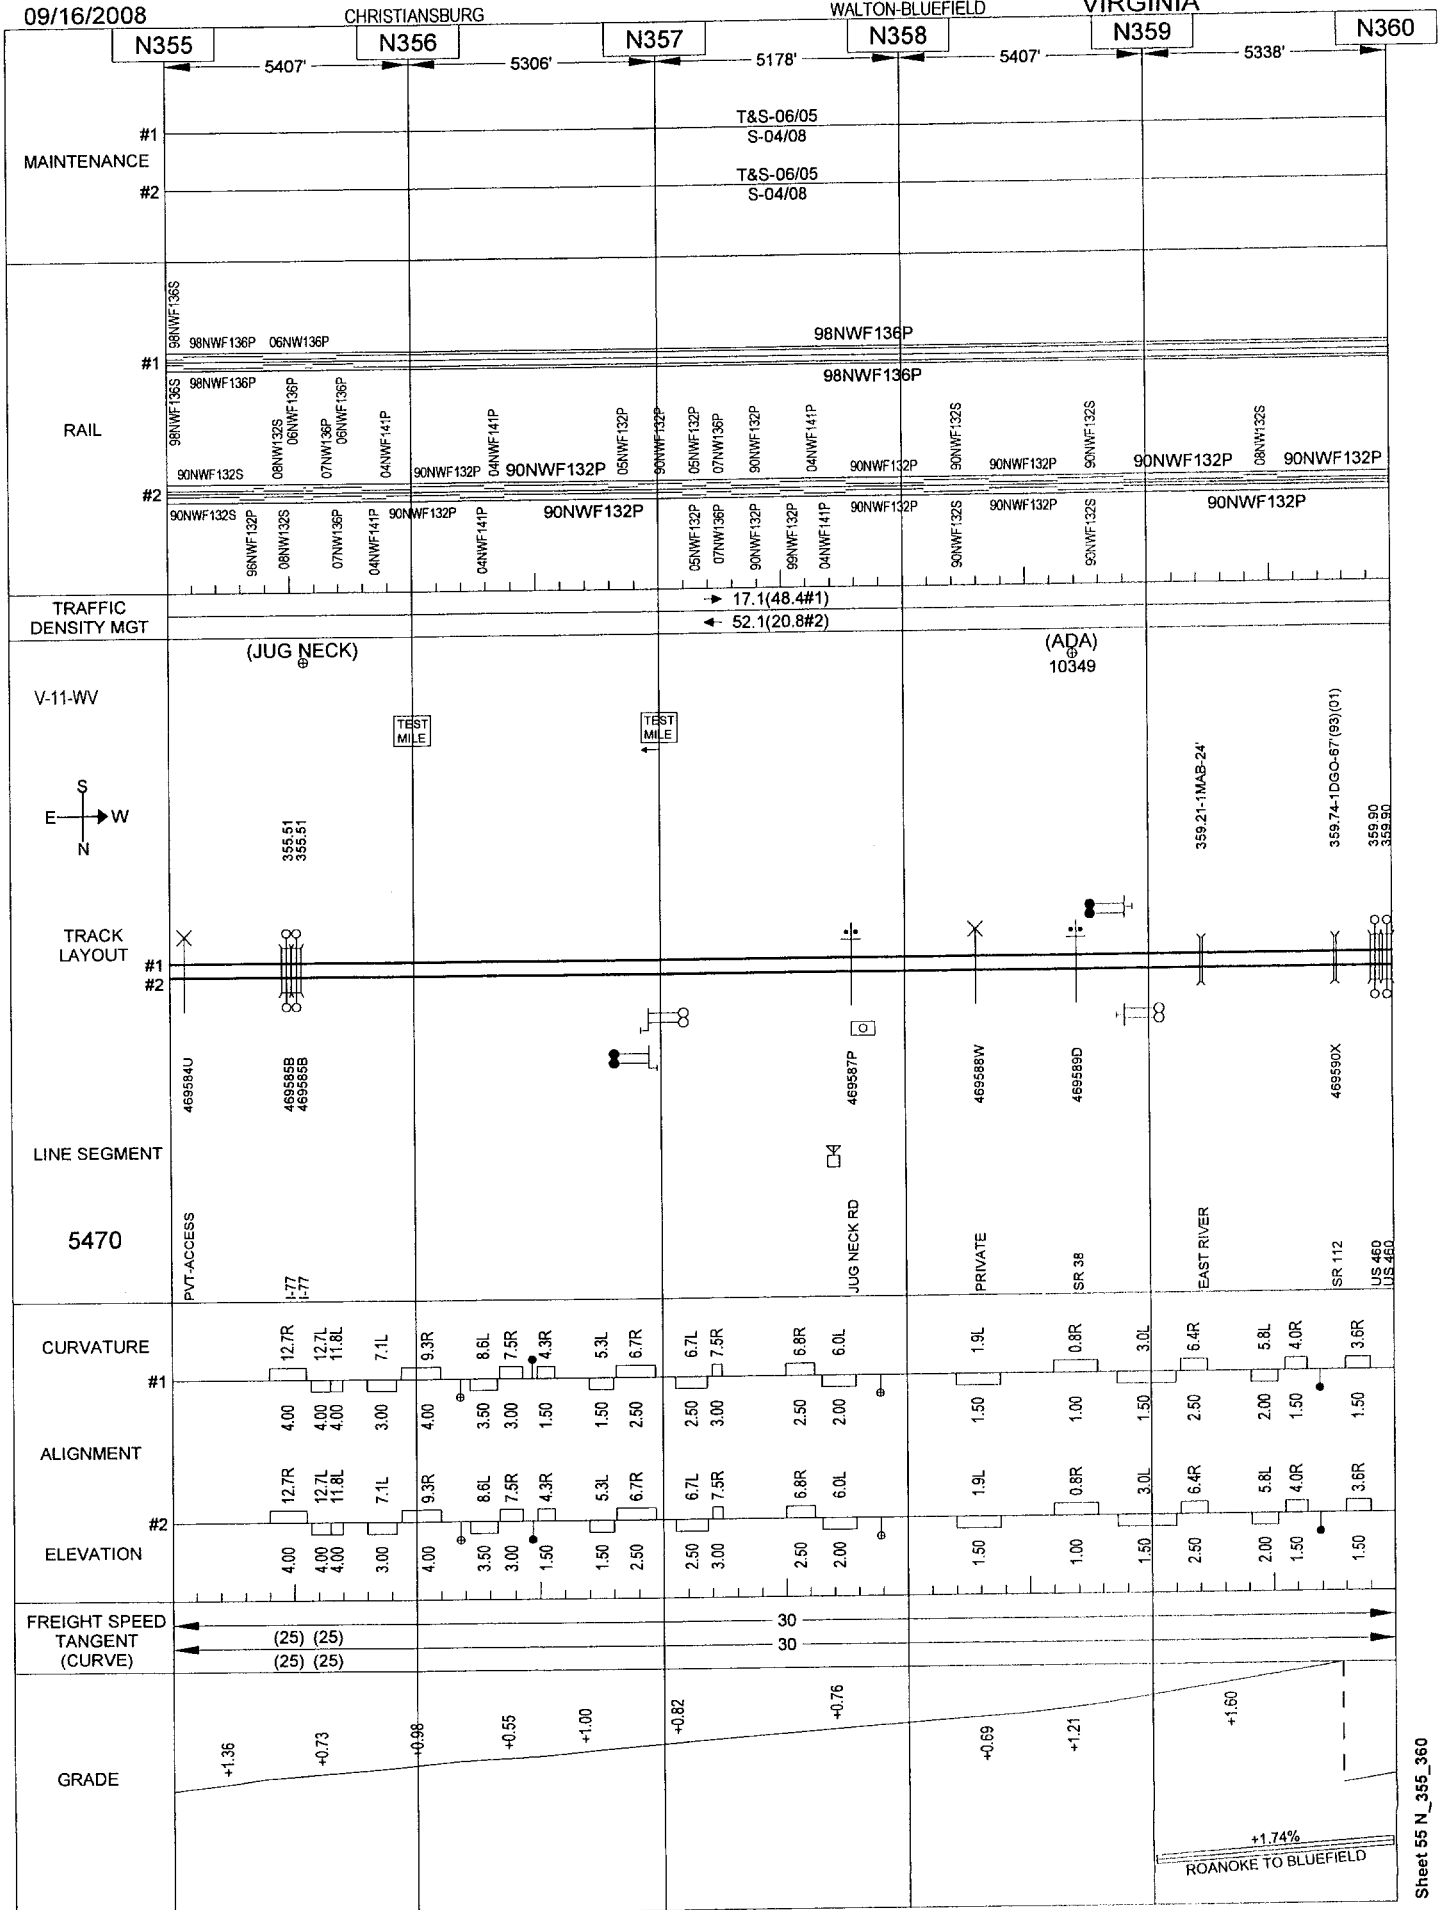 09/16/2008
CHRISTIANSBURG
WALTON-BLUEFIELD
VIRGINIA
N355
N356
N357
N358
N359
N360
5407'
5306'
5178'
5407'
5338'
MAINTENANCE
#1
T&S-06/05
S-04/08
#2
T&S-06/05
S-04/08
RAIL
98NWF136S
98NWF136P
06NW136P
98NWF136P
#1
98NWF136S
98NWF136P
98NWF136P
90NWF132S
08NW132S
06NWF136P
07NW136P
06NWF136P
04NWF141P
90NWF132P
04NWF141P
90NWF132P
05NWF132P
90NWF132P
05NWF132P
07NW136P
90NWF132P
04NWF141P
90NWF132P
90NWF132S
90NWF132P
90NWF132S
90NWF132P
08NW132S
90NWF132P
#2
90NWF132S
96NWF132P
08NW132S
07NW136P
04NWF141P
90NWF132P
04NWF141P
90NWF132P
05NWF132P
07NW136P
90NWF132P
99NWF132P
04NWF141P
90NWF132P
90NWF132S
90NWF132P
90NWF132S
90NWF132P
TRAFFIC
DENSITY MGT
17.1(48.4#1)
52.1(20.8#2)
(JUG NECK)
(ADA)
10349
V-11-WV
TEST
MILE
TEST
MILE
S
E
W
N
355.51
355.51
359.21-1MAB-24'
359.74-1DGO-67'(93)(01)
359.90
359.90
TRACK
LAYOUT
#1
#2
469584U
469585B
469585B
469587P
469588W
469589D
469590X
LINE SEGMENT
5470
PVT-ACCESS
I-77
I-77
JUG NECK RD
PRIVATE
SR 38
EAST RIVER
SR 112
US 460
US 460
CURVATURE
12.7R
12.7L
11.8L
7.1L
9.3R
8.6L
7.5R
4.3R
5.3L
6.7R
6.7L
7.5R
6.8R
6.0L
1.9L
0.8R
3.0L
6.4R
5.8L
4.0R
3.6R
#1
4.00
4.00
4.00
3.00
4.00
3.50
3.00
1.50
1.50
2.50
2.50
3.00
2.50
2.00
1.50
1.00
1.50
2.50
2.00
1.50
1.50
ALIGNMENT
12.7R
12.7L
11.8L
7.1L
9.3R
8.6L
7.5R
4.3R
5.3L
6.7R
6.7L
7.5R
6.8R
6.0L
1.9L
0.8R
3.0L
6.4R
5.8L
4.0R
3.6R
#2
ELEVATION
4.00
4.00
4.00
3.00
4.00
3.50
3.00
1.50
1.50
2.50
2.50
3.00
2.50
2.00
1.50
1.00
1.50
2.50
2.00
1.50
1.50
FREIGHT SPEED
TANGENT
(CURVE)
30
(25) (25)
30
(25) (25)
GRADE
+1.36
+0.73
+0.98
+0.55
+1.00
+0.82
+0.76
+0.69
+1.21
+1.60
+1.74%
ROANOKE TO BLUEFIELD
Sheet 55 N_355_360